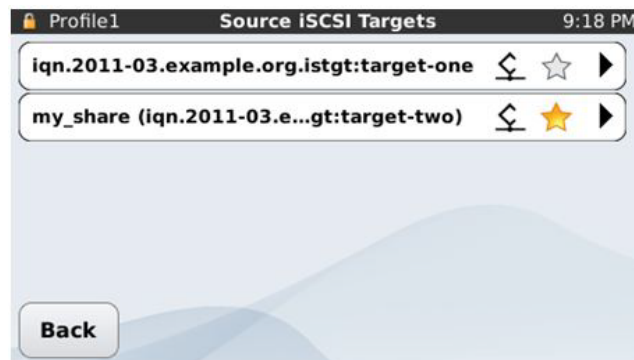 Profile1 Source iSCSI Targets 9:18 PM
iqn.2011-03.example.org.istgt:target-one
my_share (iqn.2011-03.e...gt:target-two)
Back